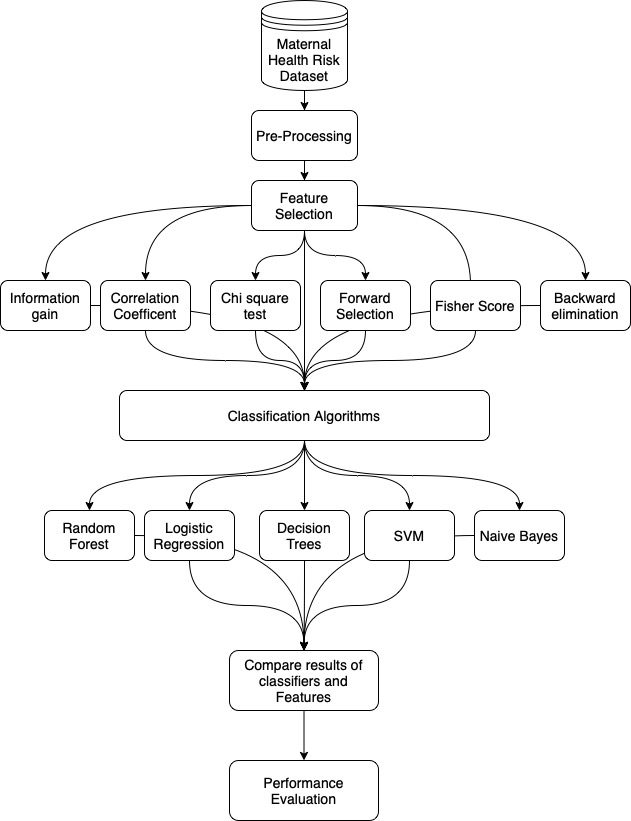 Maternal
Health Risk
Dataset
Pre-Processing
Feature
Selection
Information
gain
Correlation
Coefficent
Chi square
test
Forward
Selection
Fisher Score
Backward
elimination
Classification Algorithms
Random
Forest
Logistic
Regression
Decision
Trees
SVM
Naive Bayes
Compare results of
classifiers and
Features
Performance
Evaluation